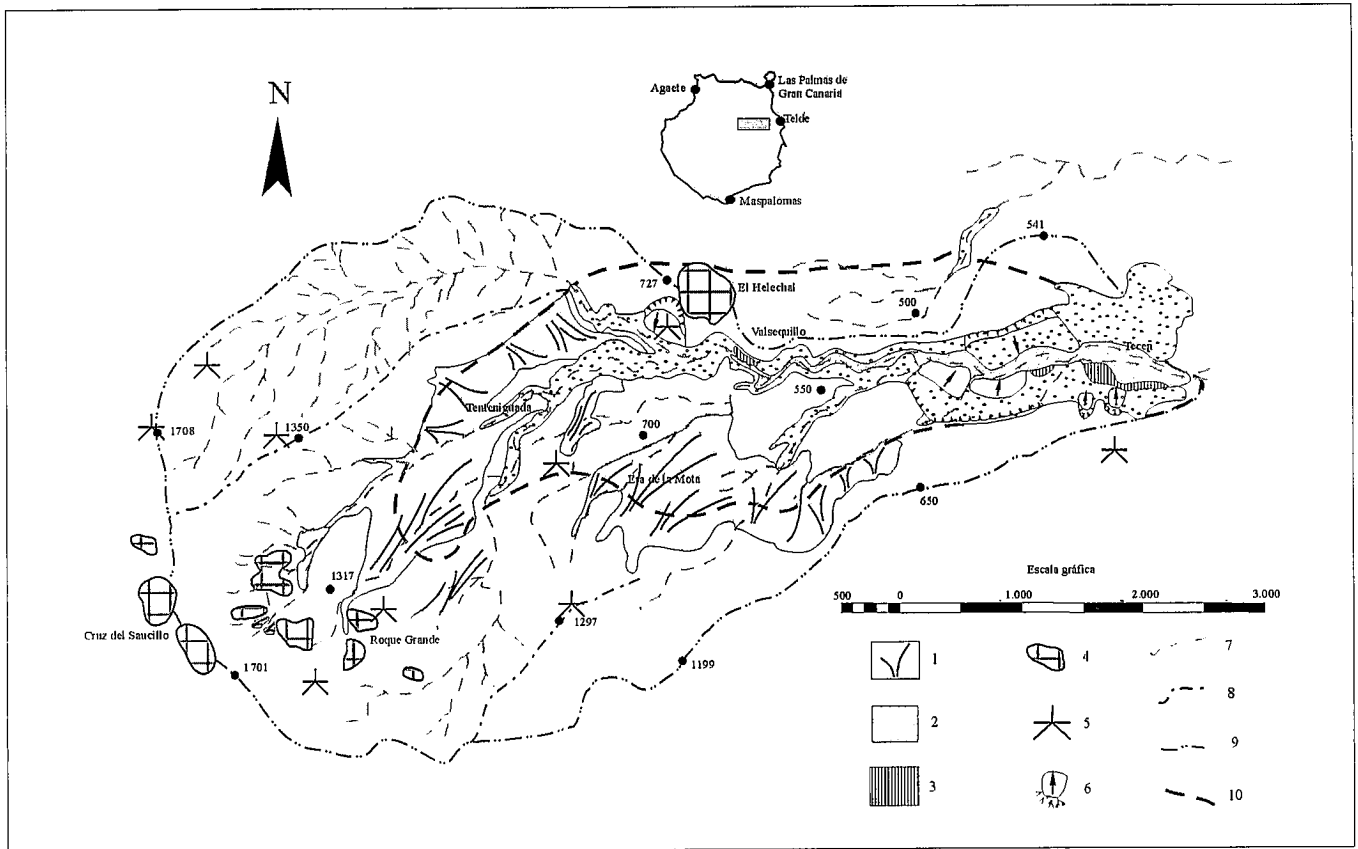 N
Agaete
Las Palmas de
Gran Canaria
Telde
Maspalomas
541
727
El Helechal
500
Valsequillo
Tecen
550
Tenteniguada
1708
1350
700
Era de la Mota
650
1317
Escala gráfica
500
0
1.000
2.000
3.000
Cruz del Saucillo
Roque Grande
1297
1701
1199
1
4
7
2
5
8
3
6
9
10